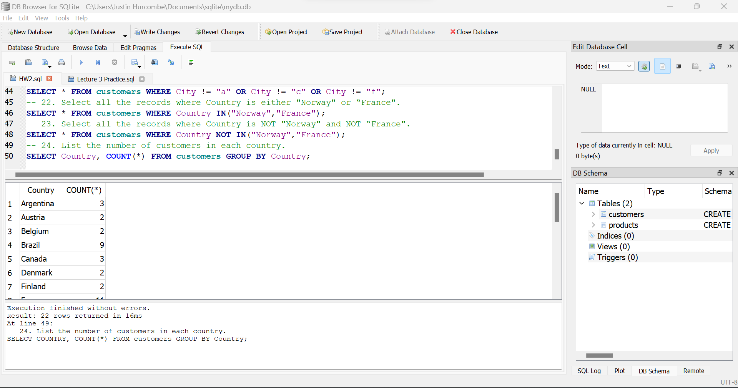 DB Browser for SQLite - C:\Users\Justin Horcombe\Documents\sqlite\mydb.db
File Edit View Tools Help
New Database Open Database Write Changes Revert Changes Open Project Save Project Attach Database Close Database
Database Structure Browse Data Edit Pragmas Execute SQL
HW2.sql Lecture 3 Practice.sql
44 SELECT * FROM customers WHERE City != "a" OR City != "c" OR City != "f";
45 -- 22. Select all the records where Country is either "Norway" or "France".
46 SELECT * FROM customers WHERE Country IN("Norway","France");
47 23. Select all the records where Country is NOT "Norway" and NOT "France".
48 SELECT * FROM customers WHERE Country NOT IN("Norway","France");
49 -- 24. List the number of customers in each country.
50 SELECT Country, COUNT(*) FROM customers GROUP BY Country;
Country COUNT(*)
1 Argentina 3
2 Austria 2
3 Belgium 2
4 Brazil 9
5 Canada 3
6 Denmark 2
7 Finland 2
Execution finished without errors.
Result: 22 rows returned in 16ms
At line 49:
24. List the number of customers in each country.
SELECT COUNTRY, COUNT(*) FROM customers GROUP BY Country;
Edit Database Cell
Mode: Text
NULL
Type of data currently in cell: NULL
0 byte(s)
Apply
DB Schema
Name Type Schema
Tables (2)
customers CREATE
products CREATE
Indices (0)
Views (0)
Triggers (0)
SQL Log Plot DB Schema Remote
UTF-8